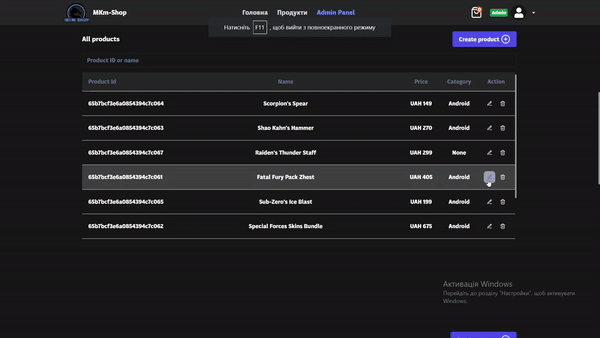 MKm-Shop
Головна
Продукти
Admin Panel
Admin
Натисніть F11 , щоб вийти з повноекранного режиму
All products
Create product
Product ID or name
Product Id Name Price Category Action
65b7bcf3e6a0854394c7c064 Scorpion's Spear UAH 149 Android
65b7bcf3e6a0854394c7c063 Shao Kahn's Hammer UAH 270 Android
65b7bcf3e6a0854394c7c067 Raiden's Thunder Staff UAH 299 None
65b7bcf3e6a0854394c7c061 Fatal Fury Pack Zhest UAH 405 Android
65b7bcf3e6a0854394c7c065 Sub-Zero's Ice Blast UAH 199 Android
65b7bcf3e6a0854394c7c062 Special Forces Skins Bundle UAH 675 Android
Активація Windows
Перейдіть до розділу "Настройки", щоб активувати
Windows.